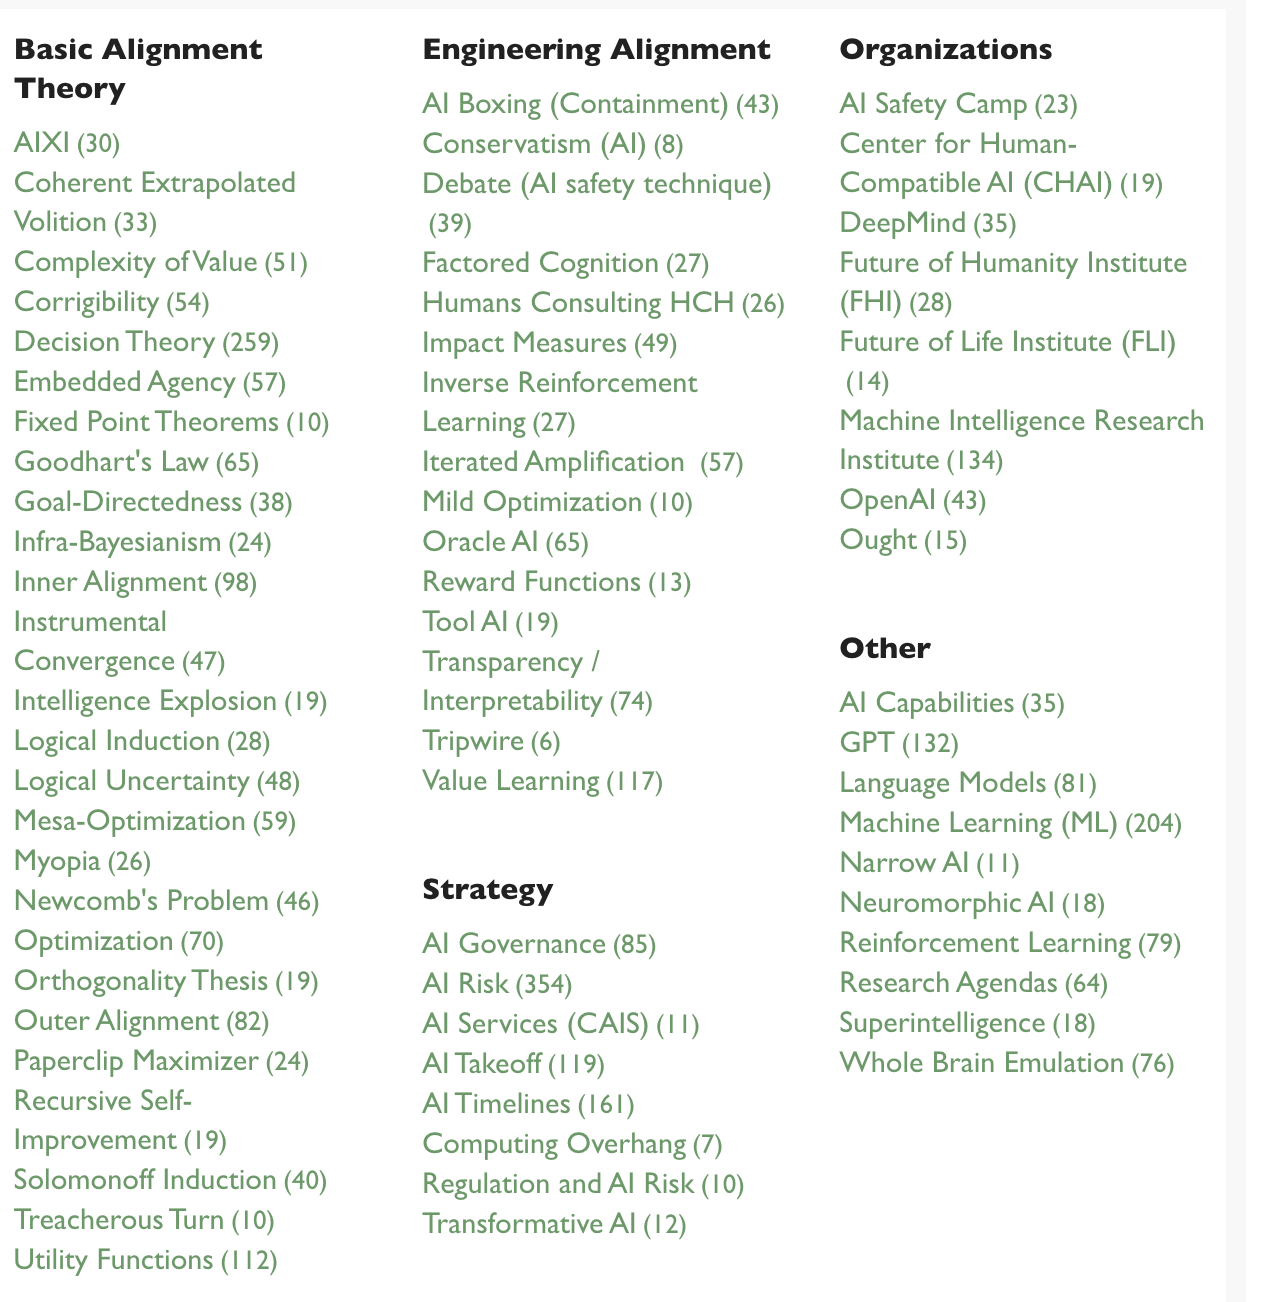 Basic Alignment
Theory
AIXI (30)
Coherent Extrapolated
Volition (33)
Complexity of Value (51)
Corrigibility (54)
Decision Theory (259)
Embedded Agency (57)
Fixed Point Theorems (10)
Goodhart's Law (65)
Goal-Directedness (38)
Infra-Bayesianism (24)
Inner Alignment (98)
Instrumental
Convergence (47)
Intelligence Explosion (19)
Logical Induction (28)
Logical Uncertainty (48)
Mesa-Optimization (59)
Myopia (26)
Newcomb's Problem (46)
Optimization (70)
Orthogonality Thesis (19)
Outer Alignment (82)
Paperclip Maximizer (24)
Recursive Self-
Improvement (19)
Solomonoff Induction (40)
Treacherous Turn (10)
Utility Functions (112)
Engineering Alignment
AI Boxing (Containment) (43)
Conservatism (AI) (8)
Debate (AI safety technique)
(39)
Factored Cognition (27)
Humans Consulting HCH (26)
Impact Measures (49)
Inverse Reinforcement
Learning (27)
Iterated Amplification (57)
Mild Optimization (10)
Oracle AI (65)
Reward Functions (13)
Tool AI (19)
Transparency /
Interpretability (74)
Tripwire (6)
Value Learning (117)
Strategy
AI Governance (85)
AI Risk (354)
AI Services (CAIS) (11)
AI Takeoff (119)
AI Timelines (161)
Computing Overhang (7)
Regulation and AI Risk (10)
Transformative AI (12)
Organizations
AI Safety Camp (23)
Center for Human-
Compatible AI (CHAI) (19)
DeepMind (35)
Future of Humanity Institute
(FHI) (28)
Future of Life Institute (FLI)
(14)
Machine Intelligence Research
Institute (134)
OpenAI (43)
Ought (15)
Other
AI Capabilities (35)
GPT (132)
Language Models (81)
Machine Learning (ML) (204)
Narrow AI (11)
Neuromorphic AI (18)
Reinforcement Learning (79)
Research Agendas (64)
Superintelligence (18)
Whole Brain Emulation (76)